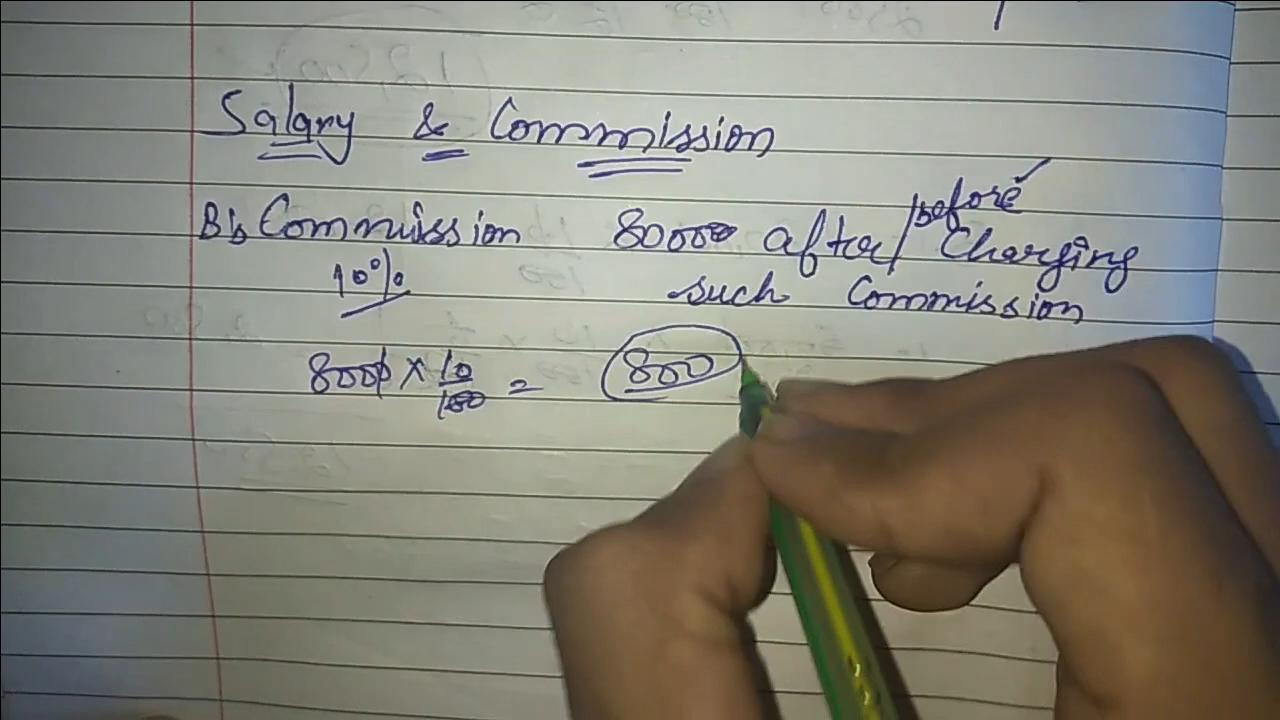 Salary & Commission
B's Commission 80000 after/before Charging
10% such Commission
8000 × 10/100 = 800